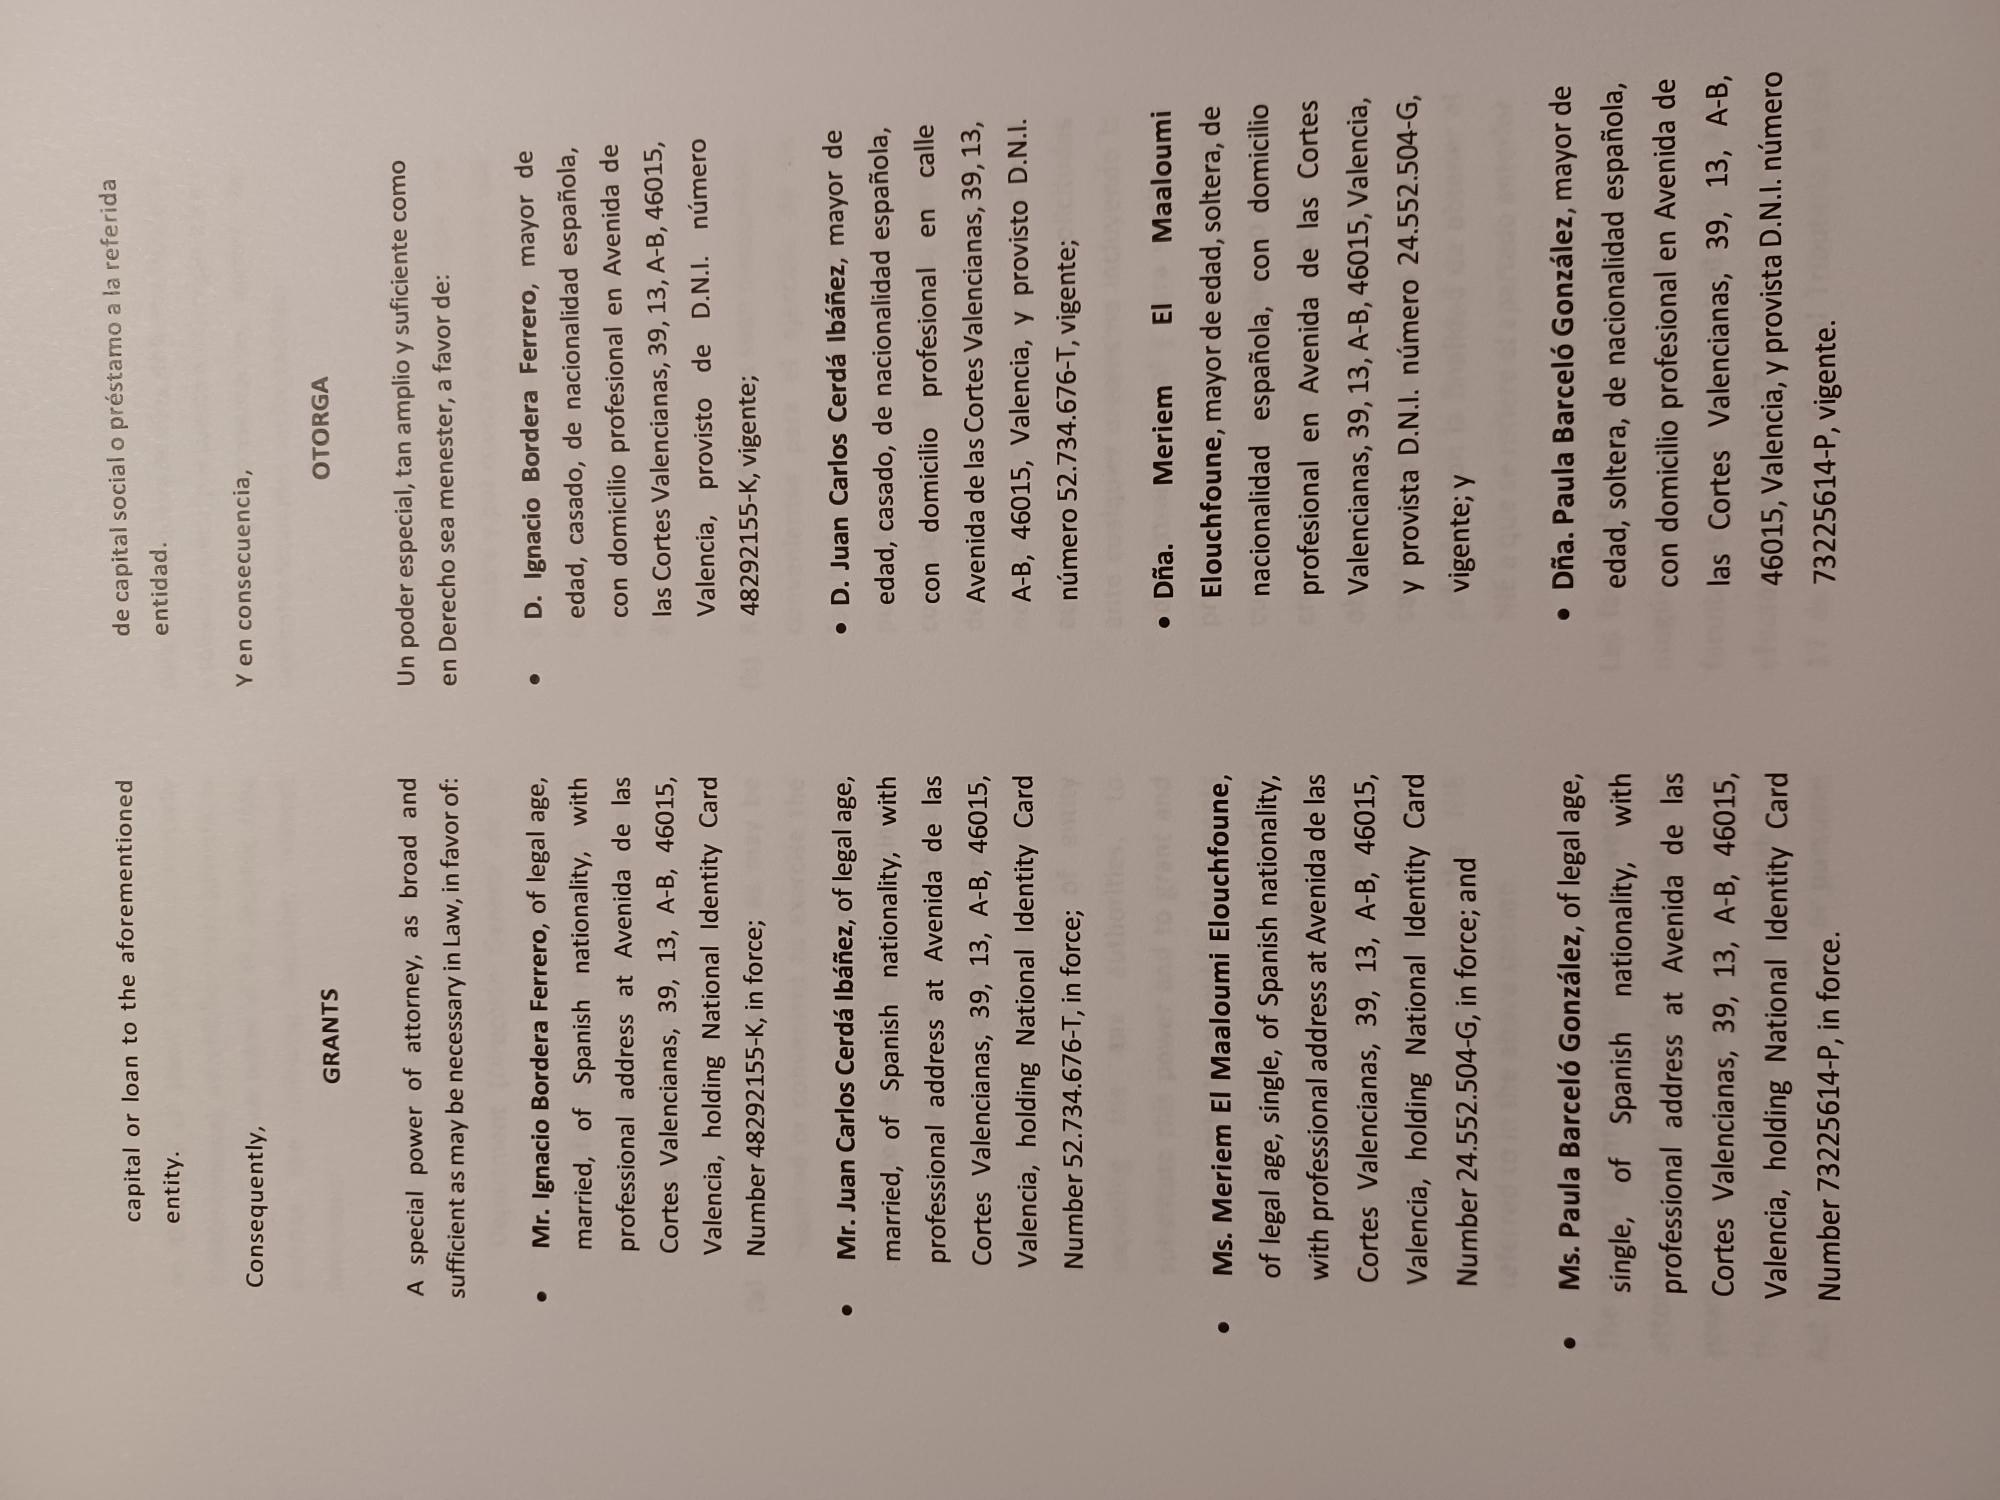 capital or loan to the aforementioned
entity.
Consequently,
GRANTS
A special power of attorney, as broad and
sufficient as may be necessary in Law, in favor of:
• Mr. Ignacio Bordera Ferrero, of legal age,
married, of Spanish nationality, with
professional address at Avenida de las
Cortes Valencianas, 39, 13, A-B, 46015,
Valencia, holding National Identity Card
Number 48292155-K, in force;
• Mr. Juan Carlos Cerdá Ibáñez, of legal age,
married, of Spanish nationality, with
professional address at Avenida de las
Cortes Valencianas, 39, 13, A-B, 46015,
Valencia, holding National Identity Card
Number 52.734.676-T, in force;
• Ms. Meriem El Maaloumi Elouchfoune,
of legal age, single, of Spanish nationality,
with professional address at Avenida de las
Cortes Valencianas, 39, 13, A-B, 46015,
Valencia, holding National Identity Card
Number 24.552.504-G, in force; and
• Ms. Paula Barceló González, of legal age,
single, of Spanish nationality, with
professional address at Avenida de las
Cortes Valencianas, 39, 13, A-B, 46015,
Valencia, holding National Identity Card
Number 73225614-P, in force.
de capital social o préstamo a la referida
entidad.
Y en consecuencia,
OTORGA
Un poder especial, tan amplio y suficiente como
en Derecho sea menester, a favor de:
• D. Ignacio Bordera Ferrero, mayor de
edad, casado, de nacionalidad española,
con domicilio profesional en Avenida de
las Cortes Valencianas, 39, 13, A-B, 46015,
Valencia, provisto de D.N.I. número
48292155-K, vigente;
• D. Juan Carlos Cerdá Ibáñez, mayor de
edad, casado, de nacionalidad española,
con domicilio profesional en calle
Avenida de las Cortes Valencianas, 39, 13,
A-B, 46015, Valencia, y provisto D.N.I.
número 52.734.676-T, vigente;
• Dña. Meriem El Maaloumi
Elouchfoune, mayor de edad, soltera, de
nacionalidad española, con domicilio
profesional en Avenida de las Cortes
Valencianas, 39, 13, A-B, 46015, Valencia,
y provista D.N.I. número 24.552.504-G,
vigente; y
• Dña. Paula Barceló González, mayor de
edad, soltera, de nacionalidad española,
con domicilio profesional en Avenida de
las Cortes Valencianas, 39, 13, A-B,
46015, Valencia, y provista D.N.I. número
73225614-P, vigente.